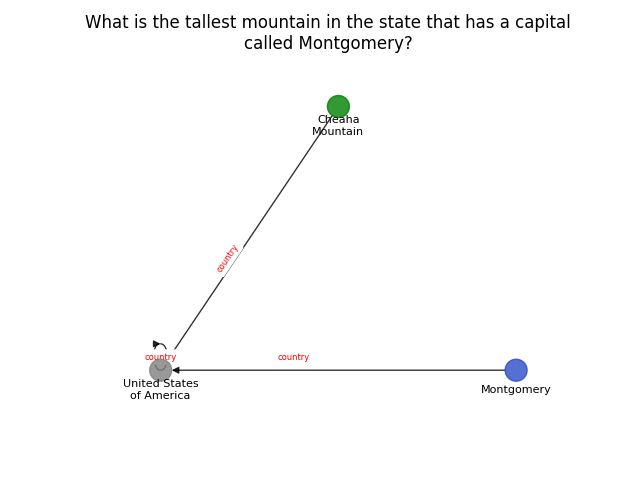 What is the tallest mountain in the state that has a capital
called Montgomery?
Cheaha
Mountain
country
country
country
United States
of America
Montgomery